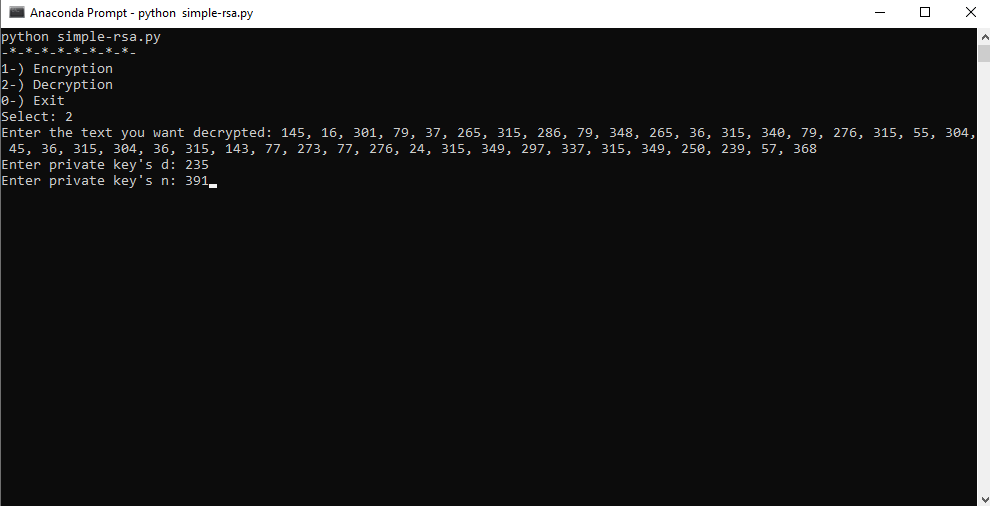 Anaconda Prompt - python  simple-rsa.py
python simple-rsa.py
-*-*-*-*-*-*-*-*-
1-) Encryption
2-) Decryption
0-) Exit
Select: 2
Enter the text you want decrypted: 145, 16, 301, 79, 37, 265, 315, 286, 79, 348, 265, 36, 315, 340, 79, 276, 315, 55, 304,
 45, 36, 315, 304, 36, 315, 143, 77, 273, 77, 276, 24, 315, 349, 297, 337, 315, 349, 250, 239, 57, 368
Enter private key's d: 235
Enter private key's n: 391